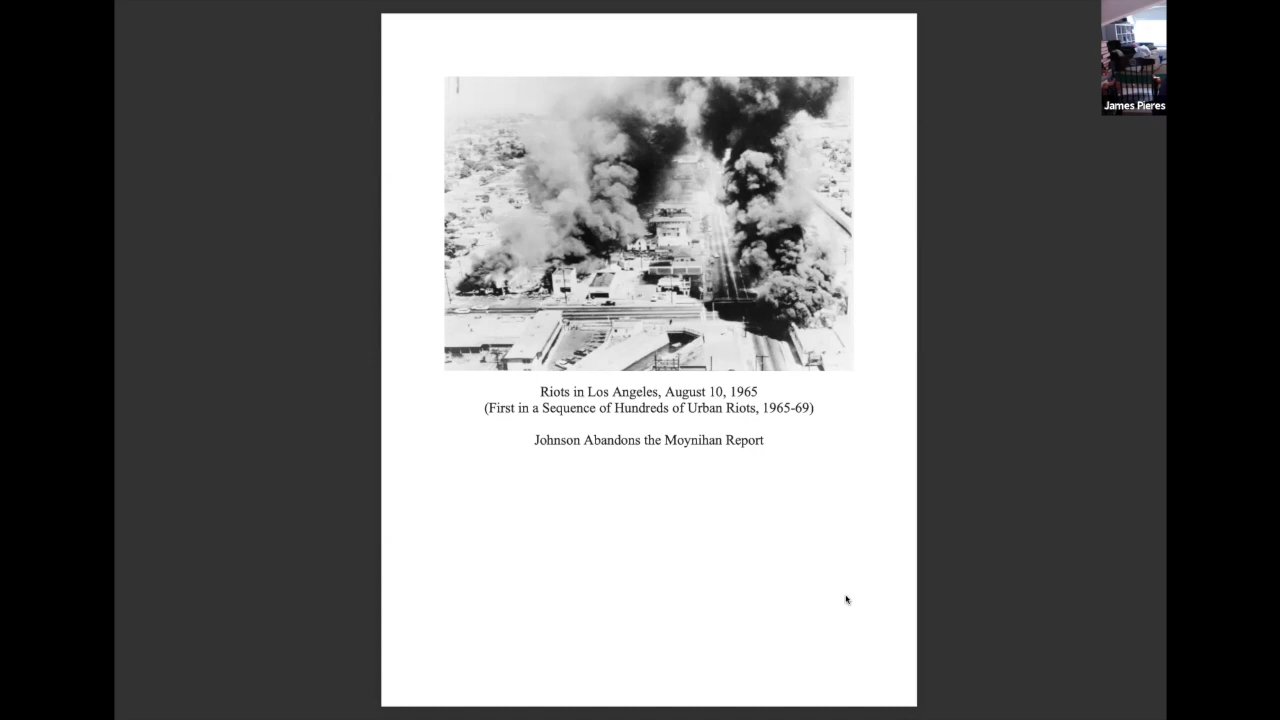 James Pieres
Riots in Los Angeles, August 10, 1965
(First in a Sequence of Hundreds of Urban Riots, 1965-69)
Johnson Abandons the Moynihan Report